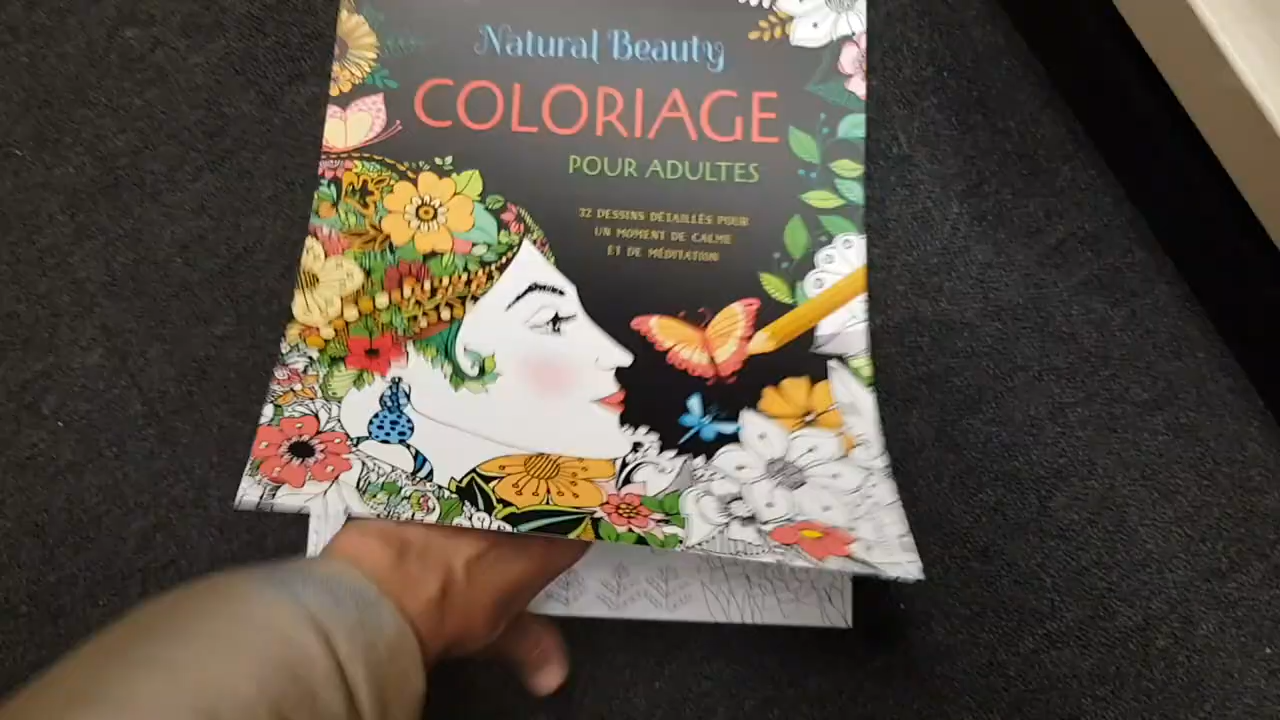 Natural Beauty
COLORIAGE
POUR ADULTES
32 DESSINS DÉTAILLÉS POUR
UN MOMENT DE CALME
ET DE MÉDITATION